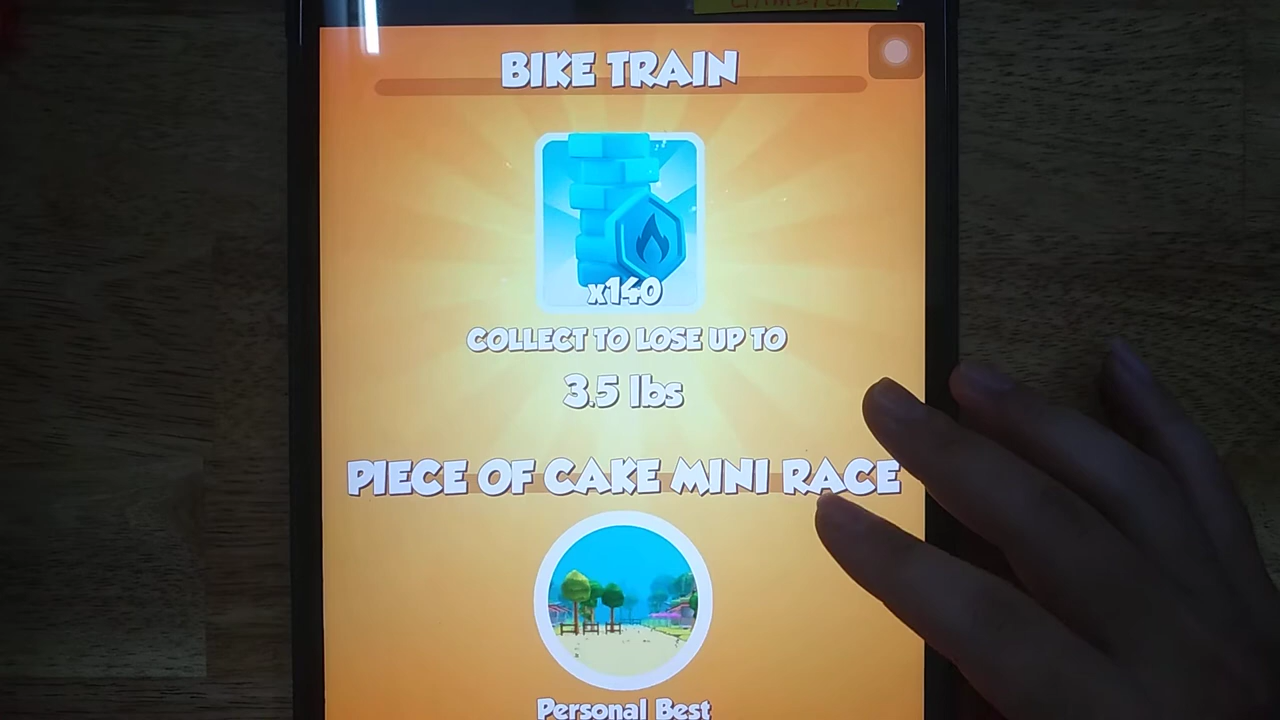 BIKE TRAIN
x140
COLLECT TO LOSE UP TO
3.5 lbs
PIECE OF CAKE MINI RACE
Personal Best